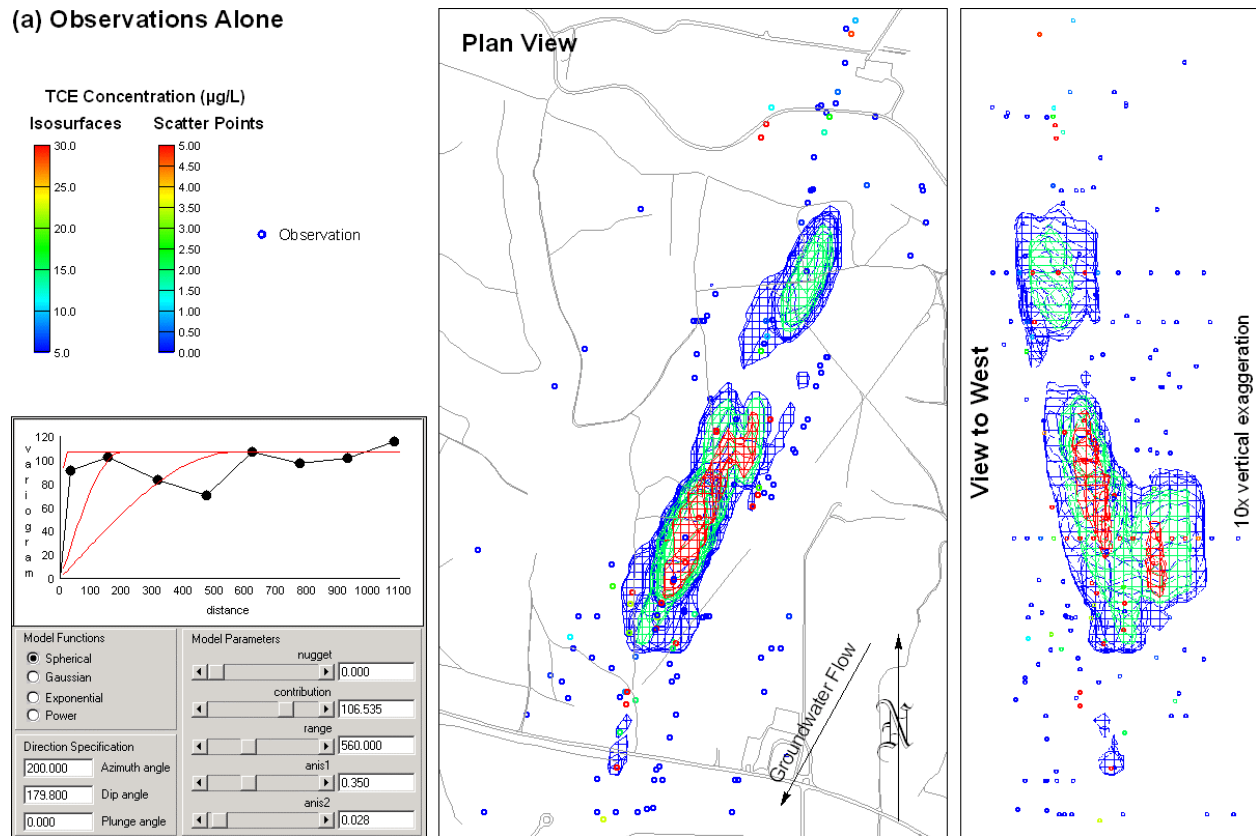 (a) Observations Alone
TCE Concentration (µg/L)
Isosurfaces Scatter Points
30.0
25.0
20.0
15.0
10.0
5.0
5.00
4.50
4.00
3.50
3.00
2.50
2.00
1.50
1.00
0.50
0.00
Observation
variogram
120
100
80
60
40
20
0
0 100 200 300 400 500 600 700 800 900 1000 1100
distance
Model Functions
Spherical
Gaussian
Exponential
Power
Direction Specification
200.000 Azimuth angle
179.800 Dip angle
0.000 Plunge angle
Model Parameters
nugget
0.000
contribution
106.535
range
560.000
anis1
0.350
anis2
0.028
Plan View
Groundwater Flow
N
View to West
10x vertical exaggeration